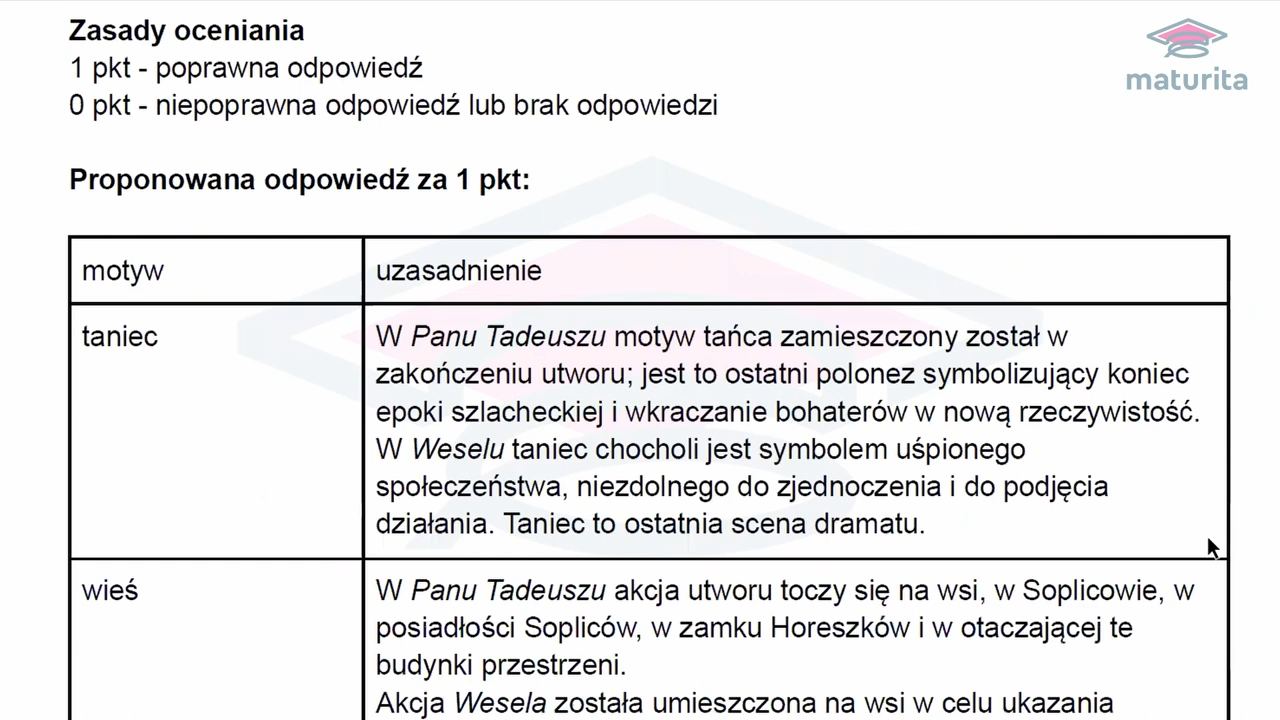 Zasady oceniania
1 pkt - poprawna odpowiedź
0 pkt - niepoprawna odpowiedź lub brak odpowiedzi
maturita
Proponowana odpowiedź za 1 pkt:
motyw
uzasadnienie
taniec
W Panu Tadeuszu motyw tańca zamieszczony został w
zakończeniu utworu; jest to ostatni polonez symbolizujący koniec
epoki szlacheckiej i wkraczanie bohaterów w nową rzeczywistość.
W Weselu taniec chocholi jest symbolem uśpionego
społeczeństwa, niezdolnego do zjednoczenia i do podjęcia
działania. Taniec to ostatnia scena dramatu.
wieś
W Panu Tadeuszu akcja utworu toczy się na wsi, w Soplicowie, w
posiadłości Sopliców, w zamku Horeszków i w otaczającej te
budynki przestrzeni.
Akcja Wesela została umieszczona na wsi w celu ukazania